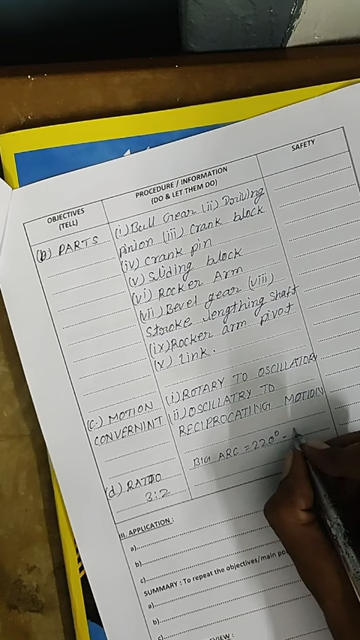 OBJECTIVES
(TELL)
PROCEDURE / INFORMATION
(DO & LET THEM DO)
SAFETY
(b) PARTS
(i) Bull Gear (ii) Driving
Pinion (iii) Crank block
(iv) Crank pin
(v) Sliding block
(vi) Rocker Arm
(vii) Bevel gear (viii)
Stroke lengthing shaft
(ix) Rocker arm pivot
(x) Link.
(C) MOTION
CONVERNINT
(i) ROTARY TO OSCILLATORY
(ii) OSCILLATRY TO
RECIPROCATING MOTION
(d) RATIO
3:2
BIG ARC = 220° -
II. APPLICATION :
a)
b)
c)
SUMMARY : To repeat the objectives/main po
a)
b)
c)